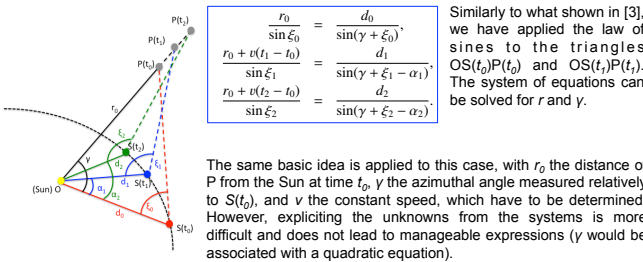 P(t₂)
P(t₁)
P(t₀)
r₀
ξ₂
S(t₂)
γ
d₂
ξ₁
d₁
S(t₁)
(Sun) O
α₁
α₂
d₀
ξ₀
S(t₀)
r₀ / sin ξ₀ = d₀ / sin(γ + ξ₀),
r₀ + v(t₁ − t₀) / sin ξ₁ = d₁ / sin(γ + ξ₁ − α₁),
r₀ + v(t₂ − t₀) / sin ξ₂ = d₂ / sin(γ + ξ₂ − α₂).
Similarly to what shown in [3],
we have applied the law of
sines to the triangles
OS(t₀)P(t₀) and OS(t₁)P(t₁).
The system of equations can
be solved for r and γ.
The same basic idea is applied to this case, with r₀ the distance of
P from the Sun at time t₀, γ the azimuthal angle measured relatively
to S(t₀), and v the constant speed, which have to be determined.
However, expliciting the unknowns from the systems is more
difficult and does not lead to manageable expressions (γ would be
associated with a quadratic equation).